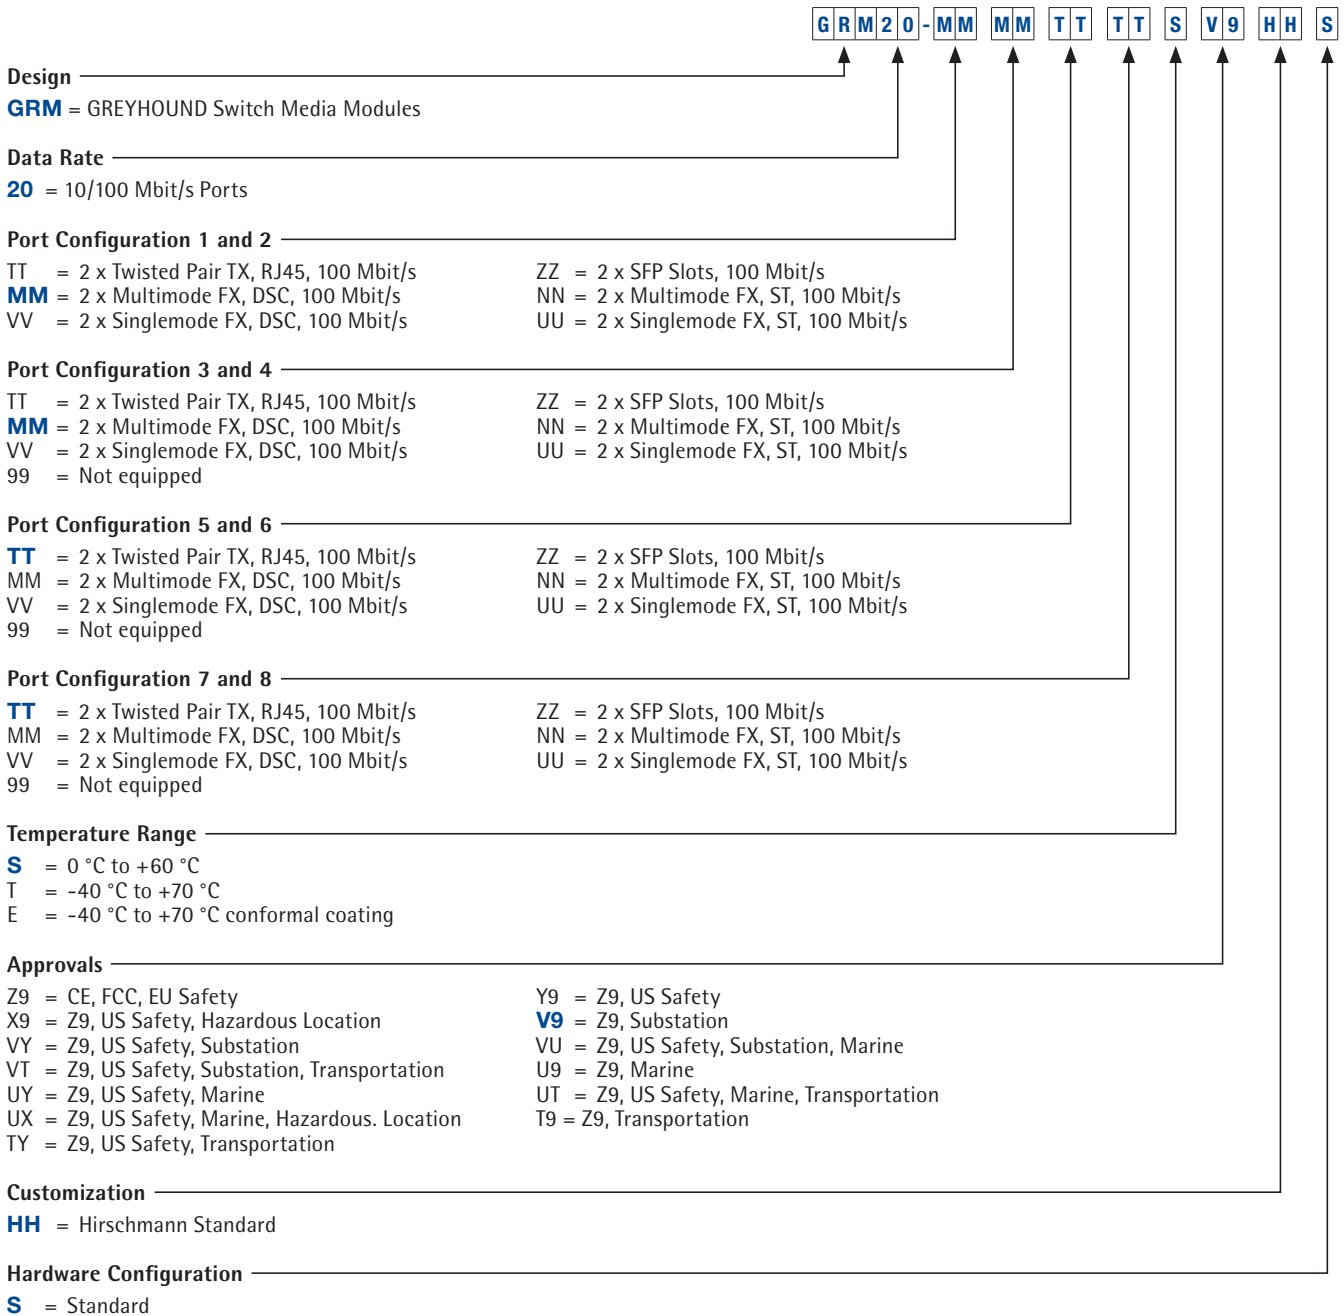 GRM20-MM MM TT TT S V9 HH S
Design
GRM = GREYHOUND Switch Media Modules
Data Rate
20 = 10/100 Mbit/s Ports
Port Configuration 1 and 2
TT = 2 x Twisted Pair TX, RJ45, 100 Mbit/s ZZ = 2 x SFP Slots, 100 Mbit/s
MM = 2 x Multimode FX, DSC, 100 Mbit/s NN = 2 x Multimode FX, ST, 100 Mbit/s
VV = 2 x Singlemode FX, DSC, 100 Mbit/s UU = 2 x Singlemode FX, ST, 100 Mbit/s
Port Configuration 3 and 4
TT = 2 x Twisted Pair TX, RJ45, 100 Mbit/s ZZ = 2 x SFP Slots, 100 Mbit/s
MM = 2 x Multimode FX, DSC, 100 Mbit/s NN = 2 x Multimode FX, ST, 100 Mbit/s
VV = 2 x Singlemode FX, DSC, 100 Mbit/s UU = 2 x Singlemode FX, ST, 100 Mbit/s
99 = Not equipped
Port Configuration 5 and 6
TT = 2 x Twisted Pair TX, RJ45, 100 Mbit/s ZZ = 2 x SFP Slots, 100 Mbit/s
MM = 2 x Multimode FX, DSC, 100 Mbit/s NN = 2 x Multimode FX, ST, 100 Mbit/s
VV = 2 x Singlemode FX, DSC, 100 Mbit/s UU = 2 x Singlemode FX, ST, 100 Mbit/s
99 = Not equipped
Port Configuration 7 and 8
TT = 2 x Twisted Pair TX, RJ45, 100 Mbit/s ZZ = 2 x SFP Slots, 100 Mbit/s
MM = 2 x Multimode FX, DSC, 100 Mbit/s NN = 2 x Multimode FX, ST, 100 Mbit/s
VV = 2 x Singlemode FX, DSC, 100 Mbit/s UU = 2 x Singlemode FX, ST, 100 Mbit/s
99 = Not equipped
Temperature Range
S = 0 °C to +60 °C
T = -40 °C to +70 °C
E = -40 °C to +70 °C conformal coating
Approvals
Z9 = CE, FCC, EU Safety Y9 = Z9, US Safety
X9 = Z9, US Safety, Hazardous Location V9 = Z9, Substation
VY = Z9, US Safety, Substation VU = Z9, US Safety, Substation, Marine
VT = Z9, US Safety, Substation, Transportation U9 = Z9, Marine
UY = Z9, US Safety, Marine UT = Z9, US Safety, Marine, Transportation
UX = Z9, US Safety, Marine, Hazardous. Location T9 = Z9, Transportation
TY = Z9, US Safety, Transportation
Customization
HH = Hirschmann Standard
Hardware Configuration
S = Standard